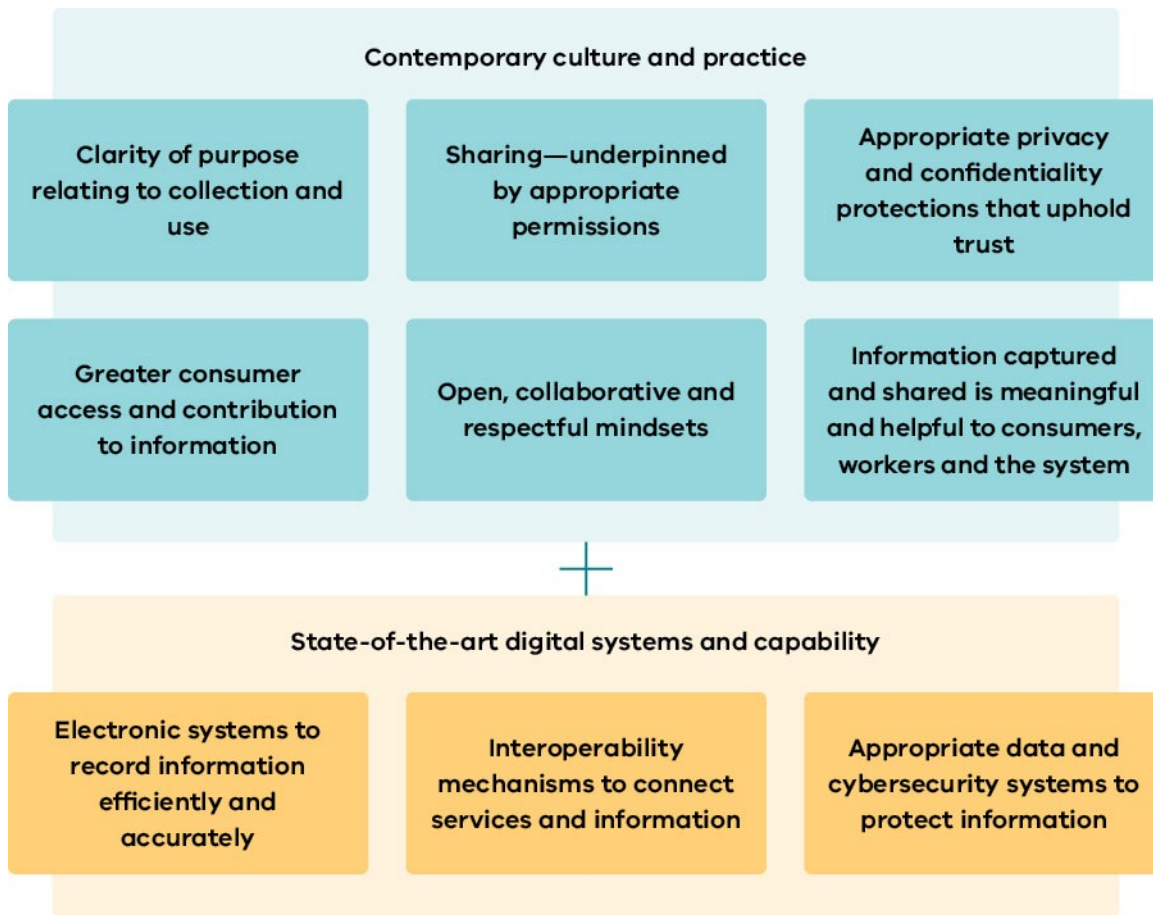 Contemporary culture and practice
Clarity of purpose
relating to collection and
use
Sharing—underpinned
by appropriate
permissions
Appropriate privacy
and confidentiality
protections that uphold
trust
Greater consumer
access and contribution
to information
Open, collaborative and
respectful mindsets
Information captured
and shared is meaningful
and helpful to consumers,
workers and the system
State-of-the-art digital systems and capability
Electronic systems to
record information
efficiently and
accurately
Interoperability
mechanisms to connect
services and information
Appropriate data and
cybersecurity systems to
protect information